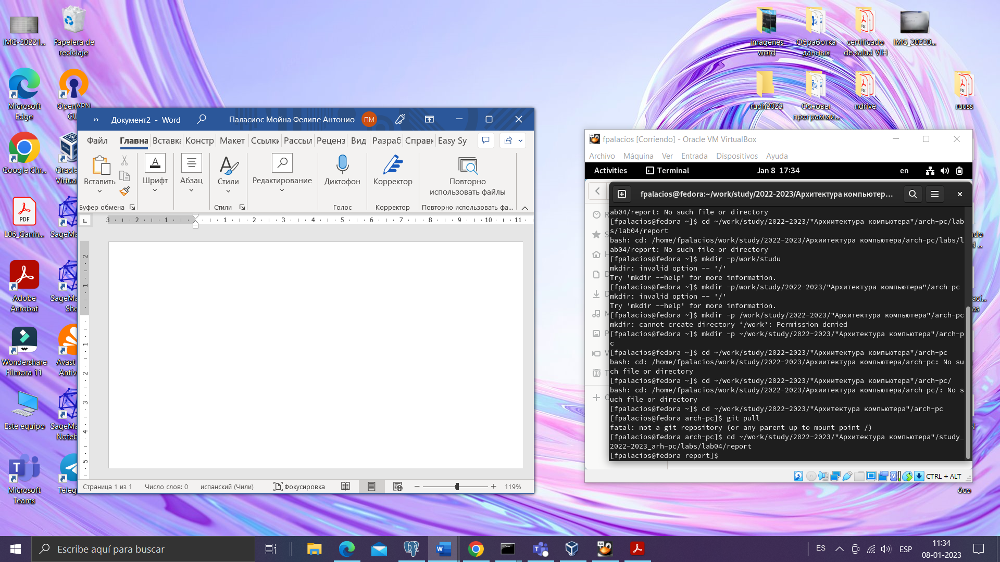 IMG-20221...
Papelera de
reciclaje
Microsoft
Edge
OpenVPN
GU
Google Chr...
Oracle
Virtua
PDF
L06_Ganin...
SageMa
Adobe
Acrobat
SageMa
She
Wondershare
Filmora 11
Avast
Antiv
Este equipo
SageMa
Noteb
Microsoft
Teams
Teleg
imagenes
word
Обработка
данных
certificado
de salud VIH
IMG_20220...
rudn2023
Основы
программи...
ndrive
ruuss
óco
Документ2 - Word
Паласиос Мойна Фелипе Антонио
ПМ
Файл
Главна
Вставка
Констр
Макет
Ссылки
Рассыл
Реценз
Вид
Разраб
Справк
Easy Sy
Вставить
Шрифт
Абзац
Стили
Редактирование
Диктофон
Корректор
Повторно
использовать файлы
Буфер обмена
Стили
Голос
Корректор
Повторно использовать фа...
3 2 1 1 2 3 4 5 6 7 8 9 10 11
2
1
1
2
3
4
5
Страница 1 из 1
Число слов: 0
испанский (Чили)
Фокусировка
119%
fpalacios [Corriendo] - Oracle VM VirtualBox
Archivo Máquina Ver Entrada Dispositivos Ayuda
Activities
Terminal
Jan 8 17:34
en
fpalacios@fedora:~/work/study/2022-2023/Архитектура компьютер...
ab04/report: No such file or directory
[fpalacios@fedora ~]$ cd ~/work/study/2022-2023/"Архиитектура компьютера"/arch-pc/lab
s/lab04/report
bash: cd: /home/fpalacios/work/study/2022-2023/Архиитектура компьютера/arch-pc/labs/l
ab04/report: No such file or directory
[fpalacios@fedora ~]$ mkdir -p/work/studu
mkdir: invalid option -- '/'
Try 'mkdir --help' for more information.
[fpalacios@fedora ~]$ mkdir -p/work/study/2022-2023/"Архитектура компьютера"/arch-pc
mkdir: invalid option -- '/'
Try 'mkdir --help' for more information.
[fpalacios@fedora ~]$ mkdir -p /work/study/2022-2023/"Архитектура компьютера"/arch-pc
mkdir: cannot create directory ‘/work’: Permission denied
[fpalacios@fedora ~]$ mkdir -p ~/work/study/2022-2023/"Архитектура компьютера"/arch-p
c
[fpalacios@fedora ~]$ cd ~/work/study/2022-2023/"Архиитектура компьютера"/arch-pc
bash: cd: /home/fpalacios/work/study/2022-2023/Архиитектура компьютера/arch-pc: No su
ch file or directory
[fpalacios@fedora ~]$ cd ~/work/study/2022-2023/"Архиитектура компьютера"/arch-pc/
bash: cd: /home/fpalacios/work/study/2022-2023/Архиитектура компьютера/arch-pc/: No s
uch file or directory
[fpalacios@fedora ~]$ cd ~/work/study/2022-2023/"Архитектура компьютера"/arch-pc
[fpalacios@fedora arch-pc]$ git pull
fatal: not a git repository (or any parent up to mount point /)
[fpalacios@fedora arch-pc]$ cd ~/work/study/2022-2023/"Архитектура компьютера"/study_
2022-2023_arh-pc/labs/lab04/report
[fpalacios@fedora report]$
CTRL + ALT
Escribe aquí para buscar
ES
ESP
11:34
08-01-2023